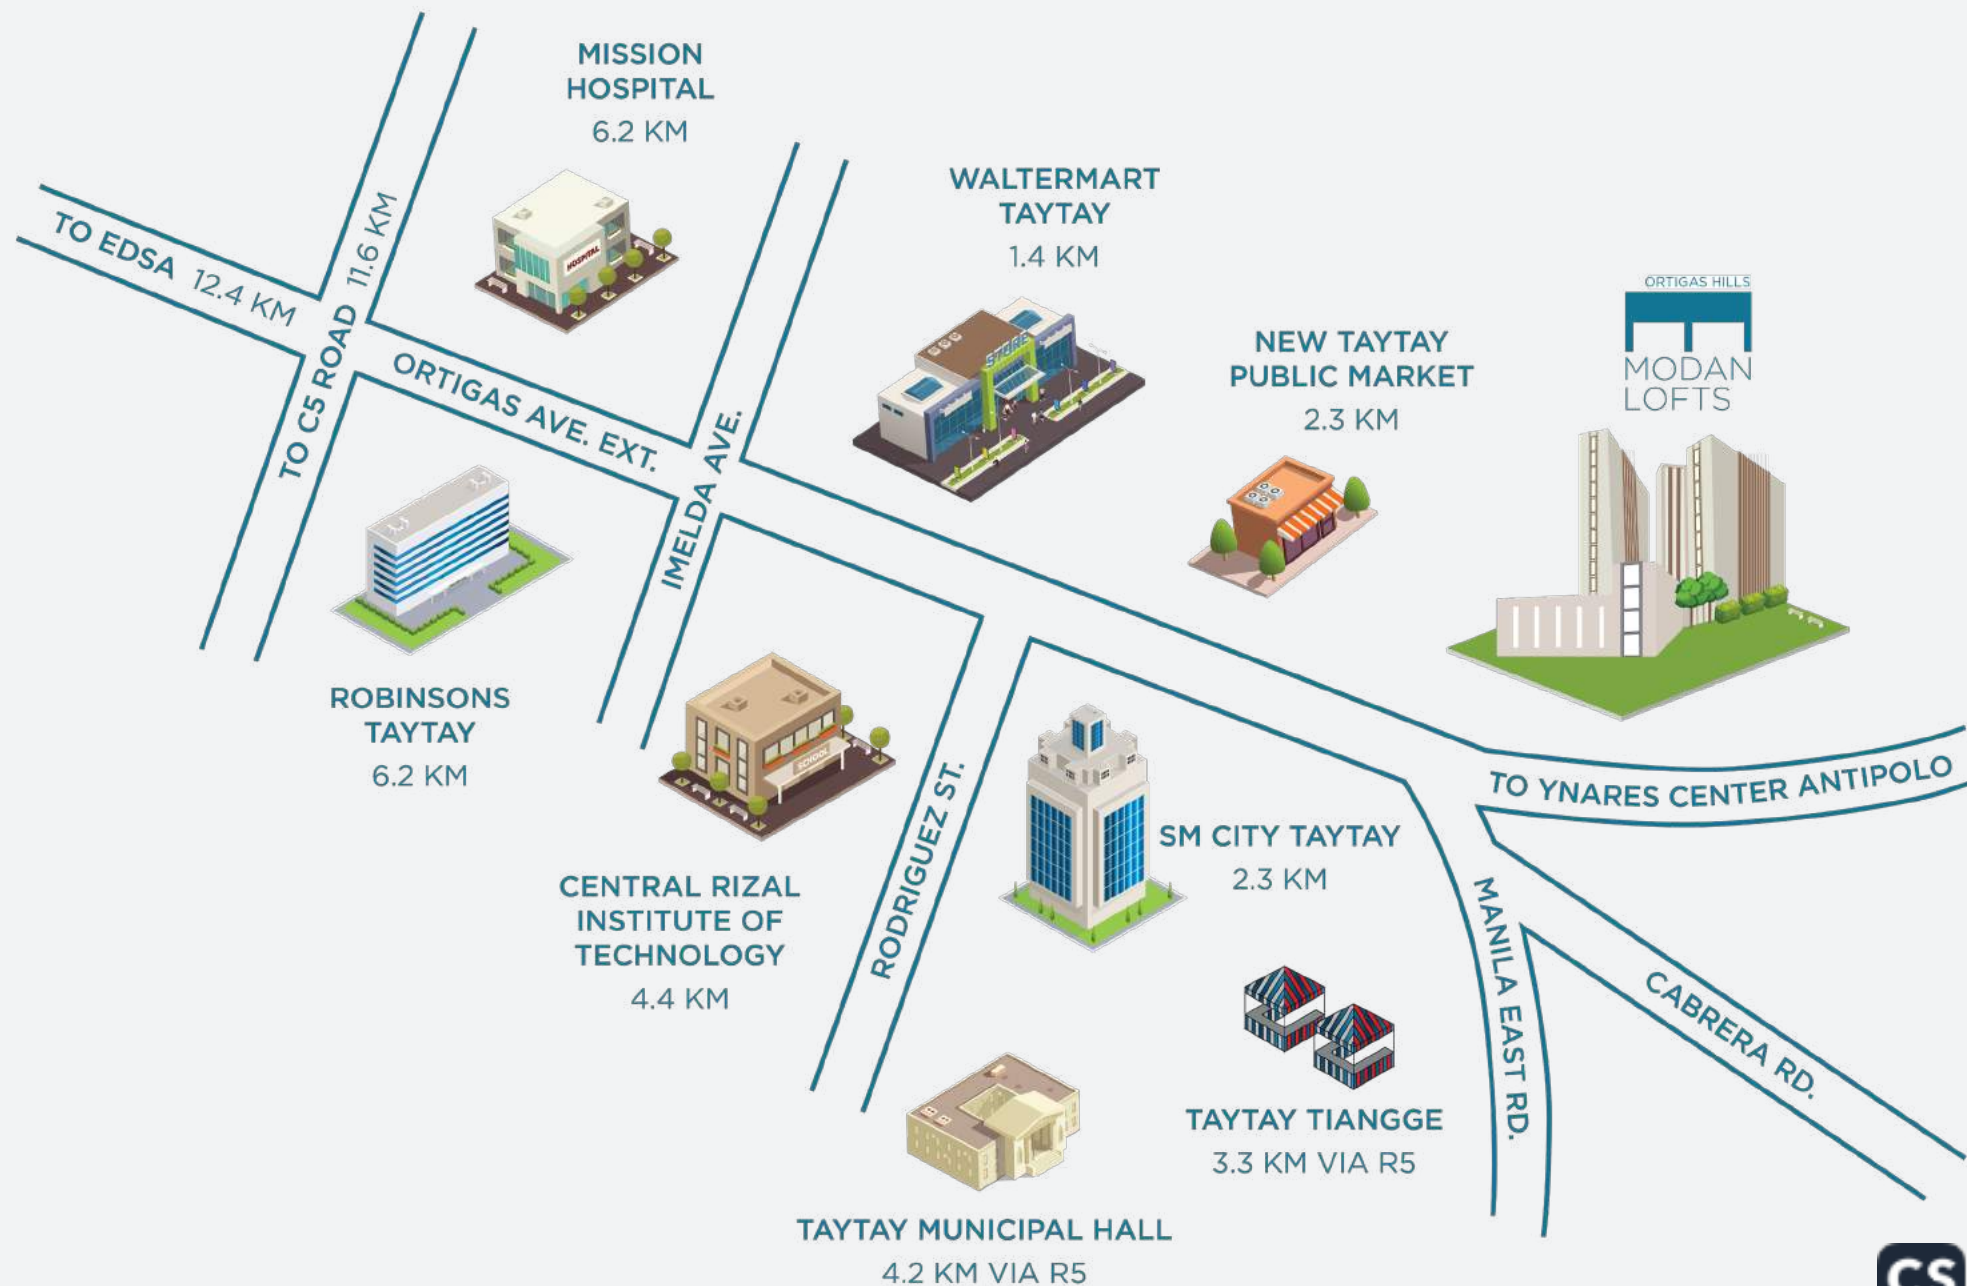 MISSION
HOSPITAL
6.2 KM
HOSPITAL
TO EDSA 12.4 KM
TO C5 ROAD 11.6 KM
WALTERMART
TAYTAY
1.4 KM
STORE
ORTIGAS HILLS
MODAN
LOFTS
NEW TAYTAY
PUBLIC MARKET
2.3 KM
ORTIGAS AVE. EXT.
IMELDA AVE.
ROBINSONS
TAYTAY
6.2 KM
SCHOOL
TO YNARES CENTER ANTIPOLO
RODRIGUEZ ST.
SM CITY TAYTAY
2.3 KM
CENTRAL RIZAL
INSTITUTE OF
TECHNOLOGY
4.4 KM
MANILA EAST RD.
CABRERA RD.
TAYTAY TIANGGE
3.3 KM VIA R5
TAYTAY MUNICIPAL HALL
4.2 KM VIA R5
CS